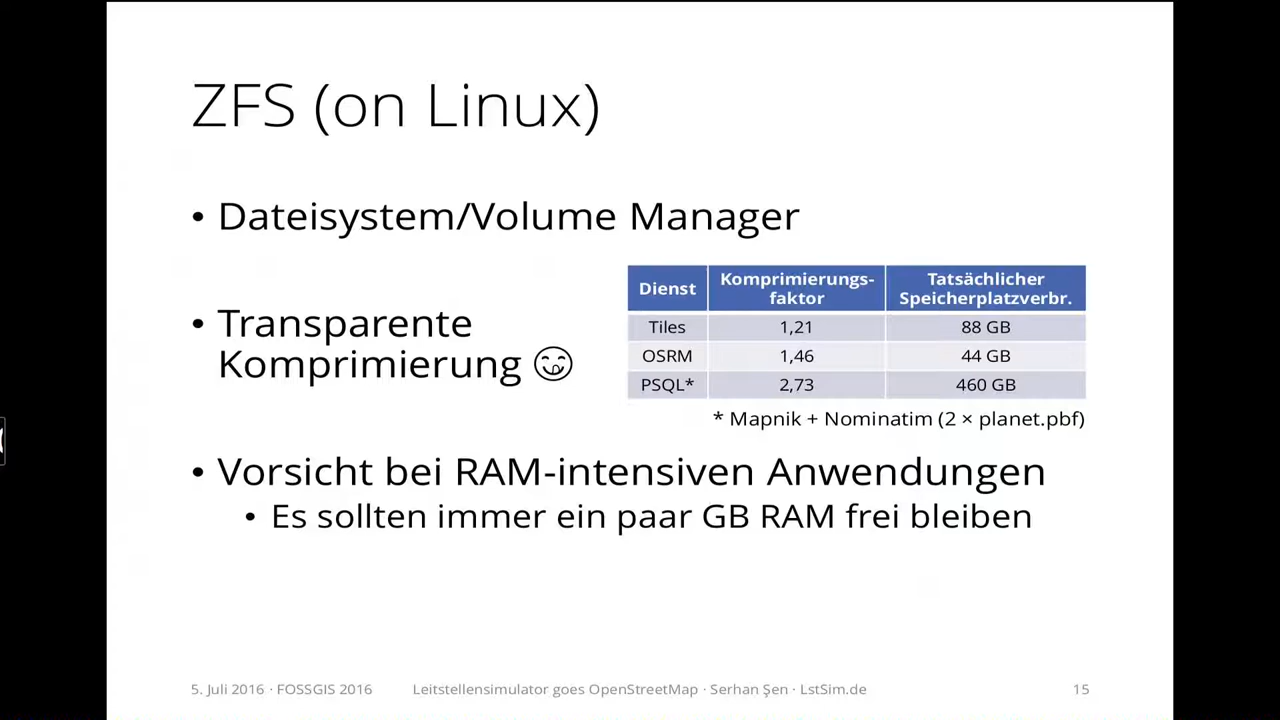 ZFS (on Linux)
• Dateisystem/Volume Manager
• Transparente
Komprimierung 😋
Dienst Komprimierungs-faktor Tatsächlicher Speicherplatzverbr.
Tiles 1,21 88 GB
OSRM 1,46 44 GB
PSQL* 2,73 460 GB
* Mapnik + Nominatim (2 × planet.pbf)
• Vorsicht bei RAM-intensiven Anwendungen
• Es sollten immer ein paar GB RAM frei bleiben
5. Juli 2016 · FOSSGIS 2016 Leitstellensimulator goes OpenStreetMap · Serhan Şen · LstSim.de 15